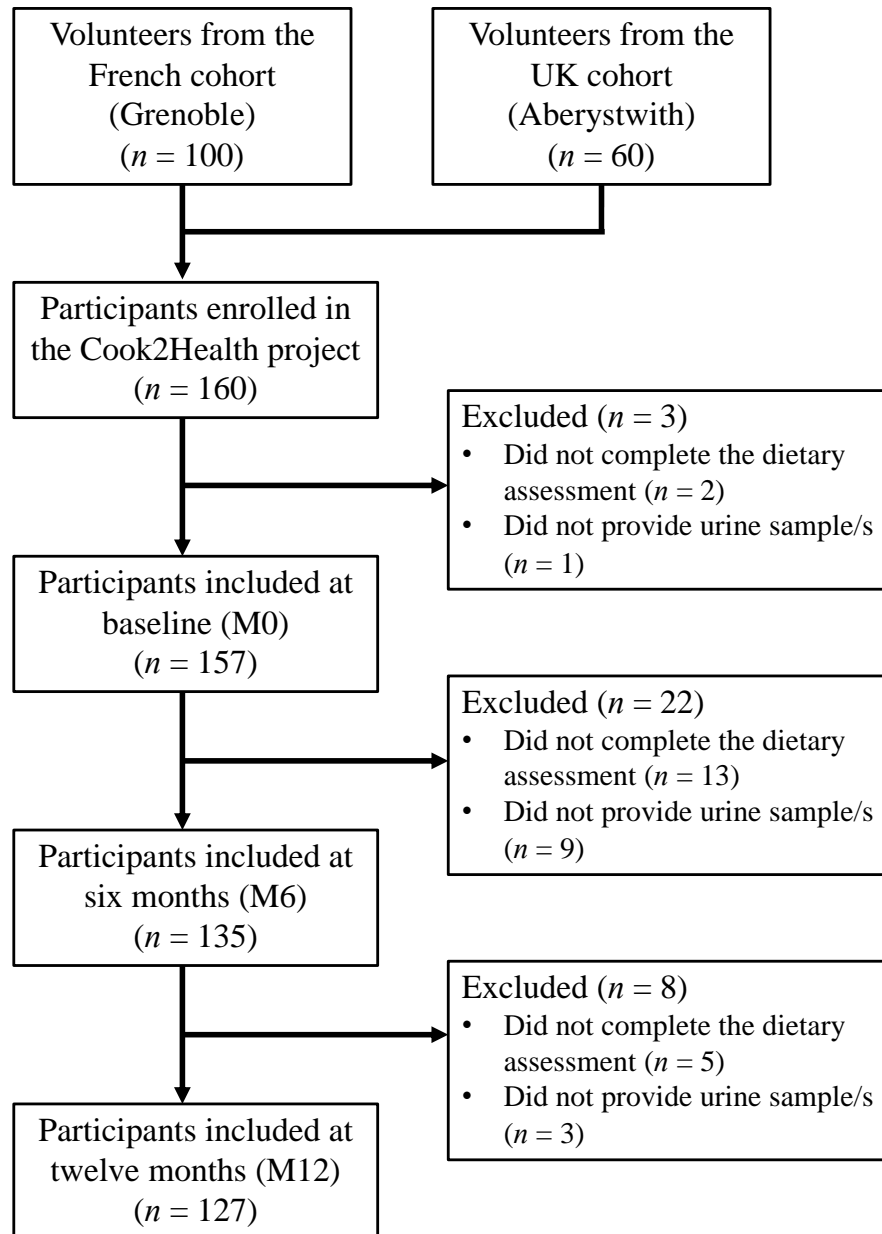 Volunteers from the
French cohort
(Grenoble)
(n = 100)
Volunteers from the
UK cohort
(Aberystwith)
(n = 60)
Participants enrolled in
the Cook2Health project
(n = 160)
Excluded (n = 3)
• Did not complete the dietary
assessment (n = 2)
• Did not provide urine sample/s
(n = 1)
Participants included at
baseline (M0)
(n = 157)
Excluded (n = 22)
• Did not complete the dietary
assessment (n = 13)
• Did not provide urine sample/s
(n = 9)
Participants included at
six months (M6)
(n = 135)
Excluded (n = 8)
• Did not complete the dietary
assessment (n = 5)
• Did not provide urine sample/s
(n = 3)
Participants included at
twelve months (M12)
(n = 127)